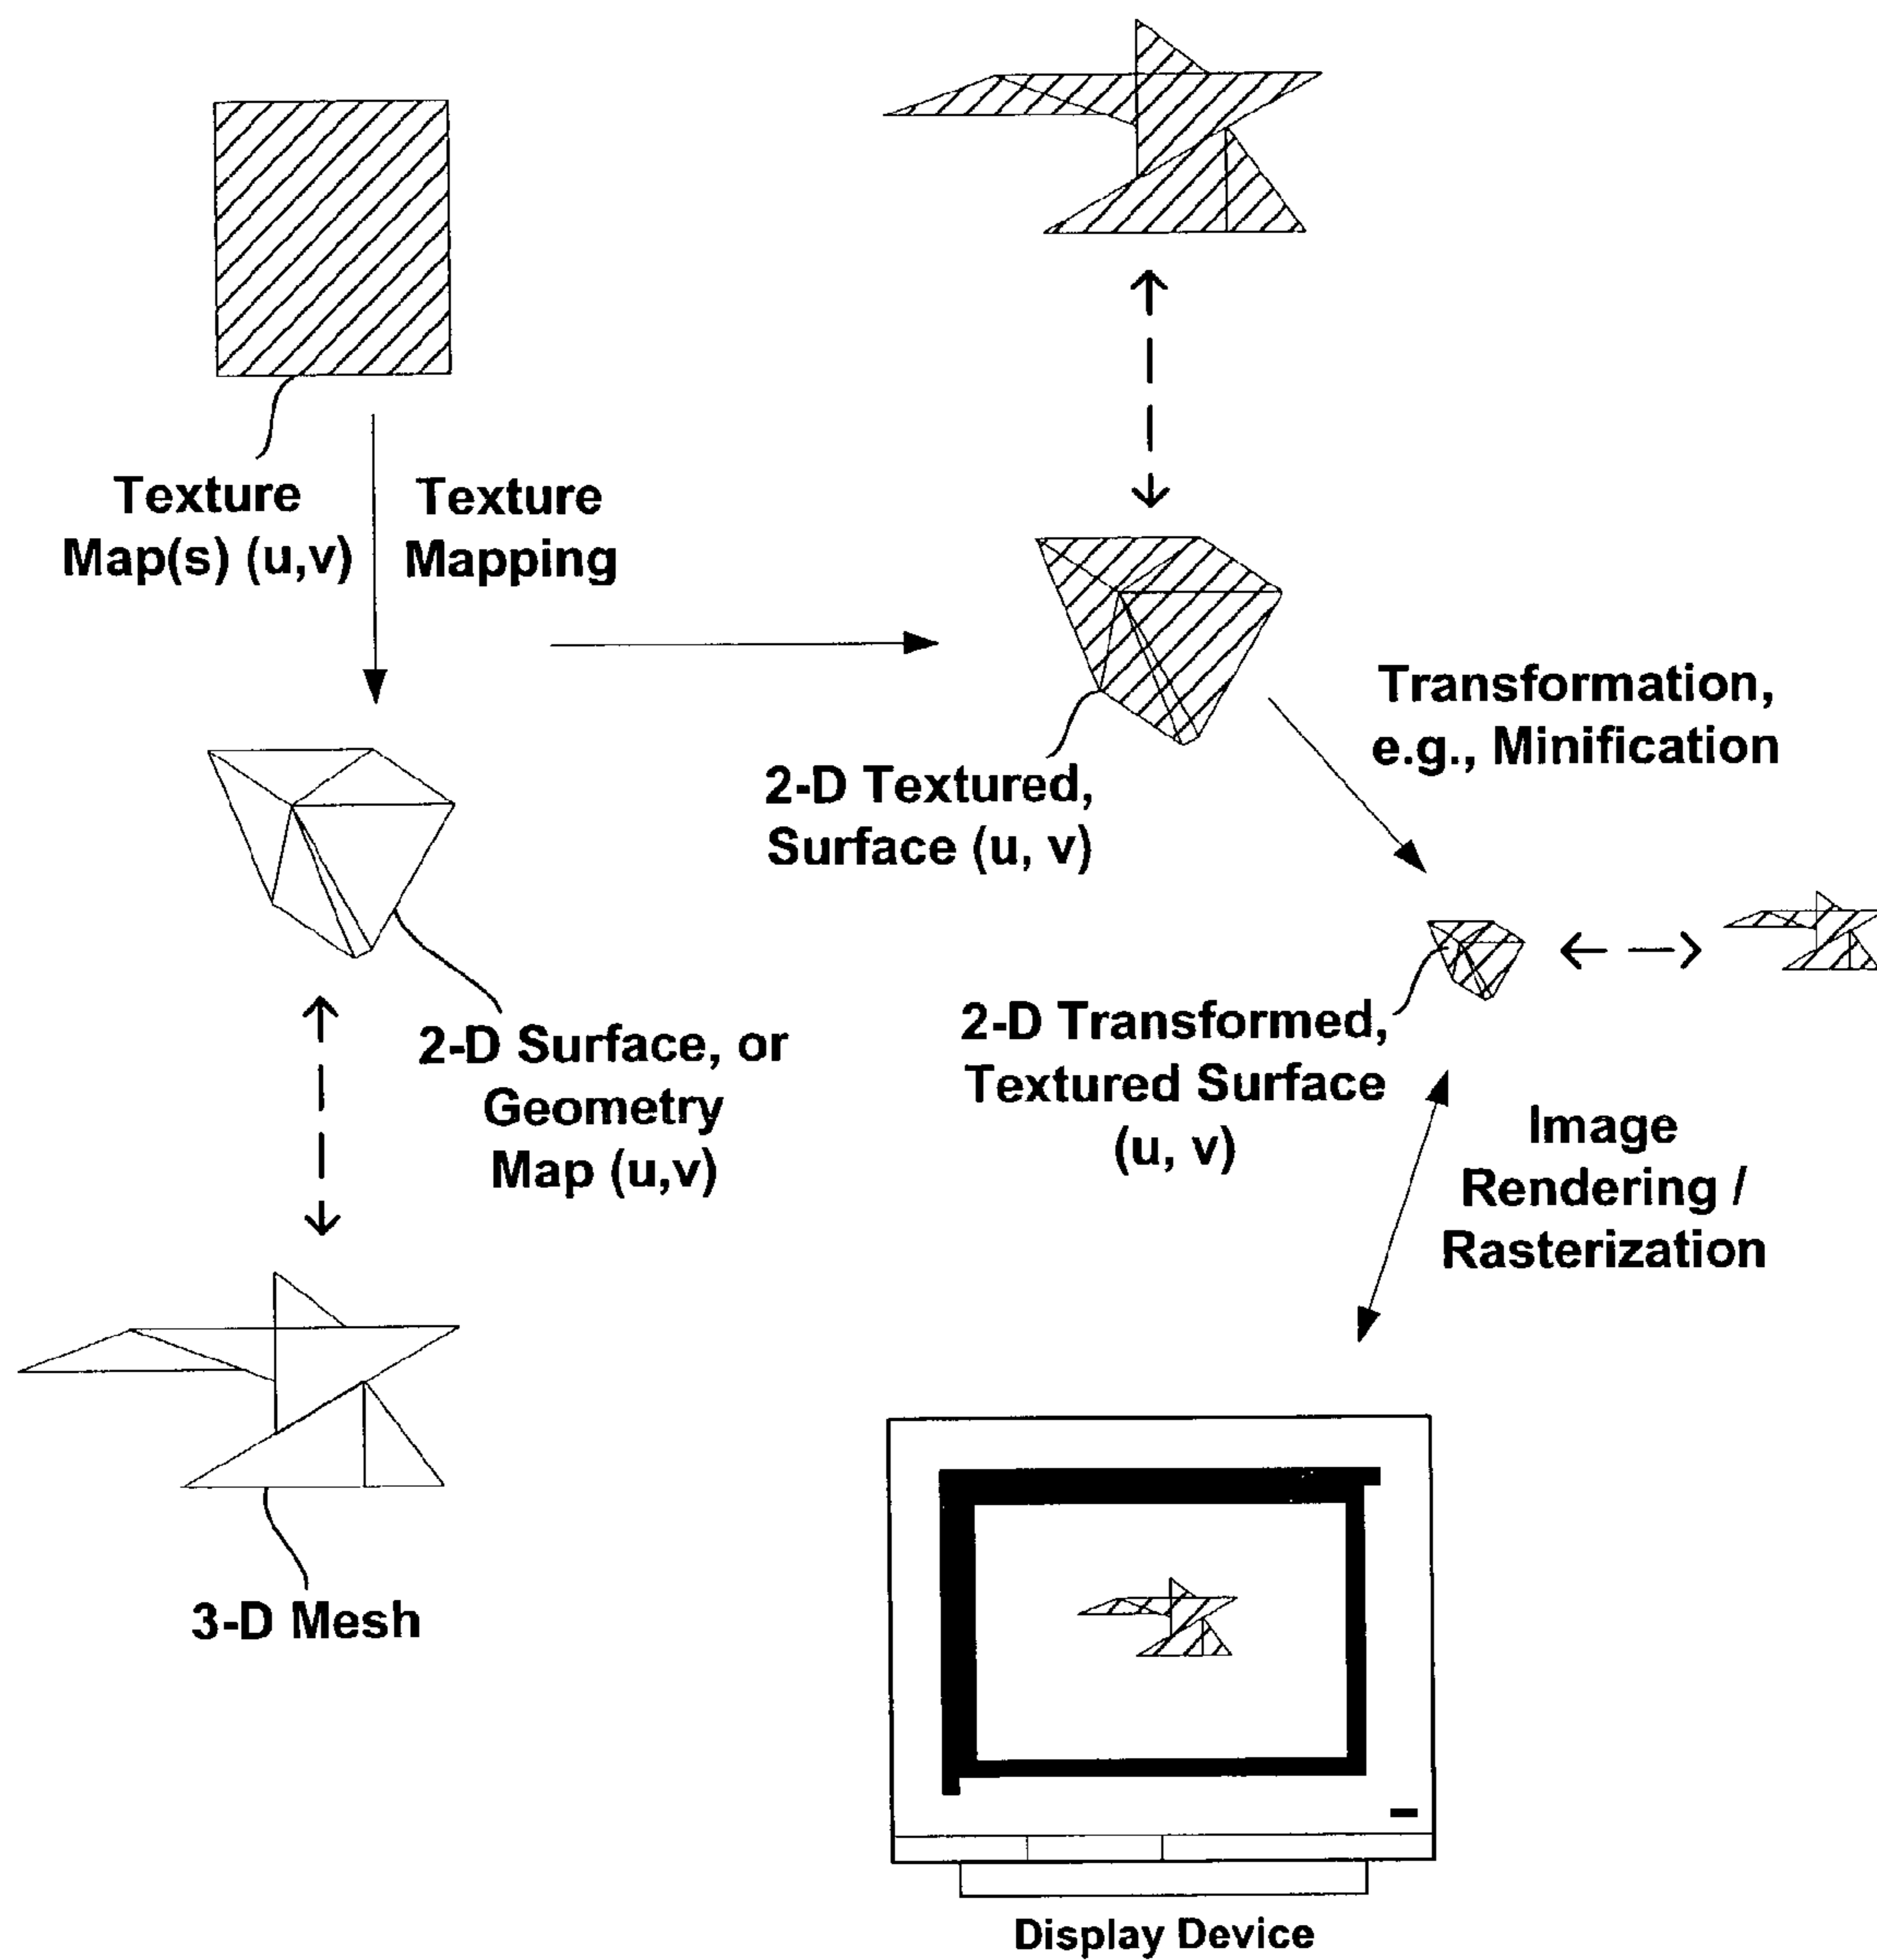 Texture
Map(s) (u,v)
Texture
Mapping
2-D Textured,
Surface (u, v)
Transformation,
e.g., Minification
2-D Surface, or
Geometry
Map (u,v)
2-D Transformed,
Textured Surface
(u, v)
Image
Rendering /
Rasterization
3-D Mesh
Display Device